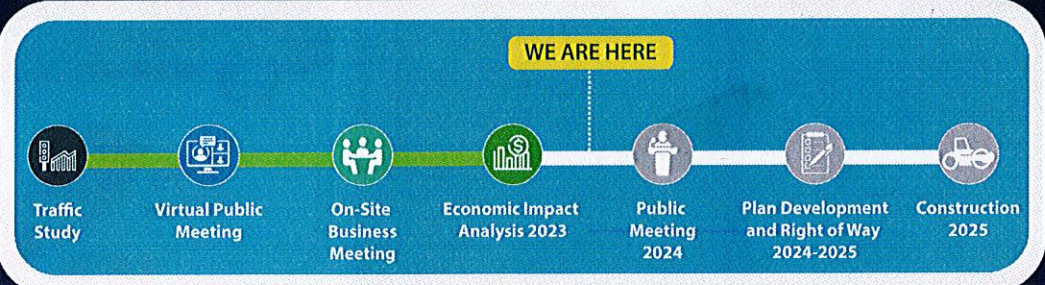 WE ARE HERE
Traffic
Study
Virtual Public
Meeting
On-Site
Business
Meeting
Economic Impact
Analysis 2023
Public
Meeting
2024
Plan Development
and Right of Way
2024-2025
Construction
2025